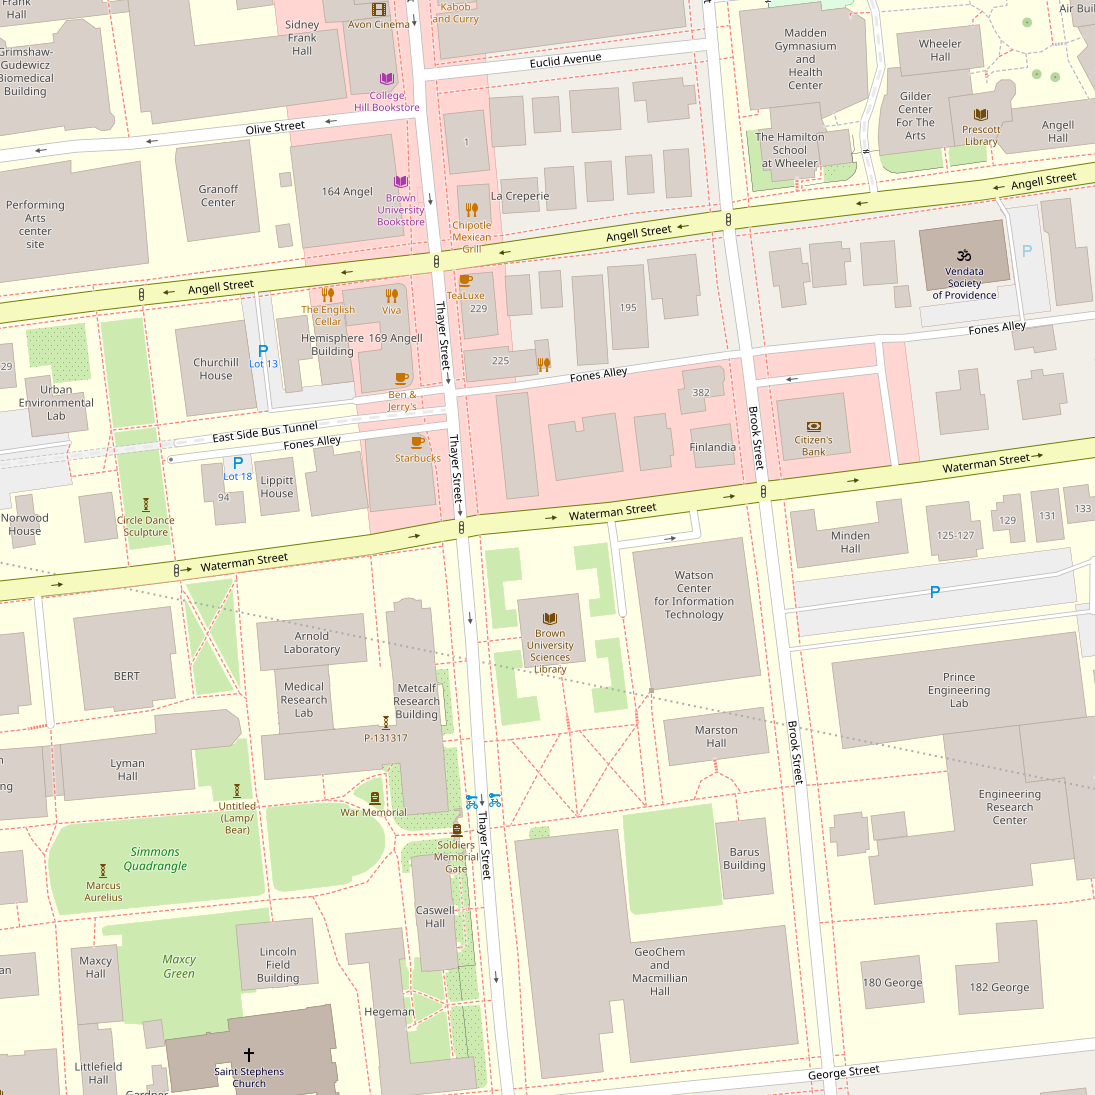 Frank
Hall
Sidney
Frank
Hall
Avon Cinema
Kabob
and Curry
Madden
Gymnasium
and
Health
Center
Wheeler
Hall
Grimshaw-
Gudewicz
Biomedical
Building
Euclid Avenue
College
Hill Bookstore
Gilder
Center
For The
Arts
Prescott
Library
Angell
Hall
Olive Street
1
The Hamilton
School
at Wheeler
Granoff
Center
164 Angel
Brown
University
Bookstore
La Creperie
Angell Street
Performing
Arts
center
site
Chipotle
Mexican
Grill
Angell Street
Vendata
Society
of Providence
P
Angell Street
TeaLuxe
229
195
The English
Cellar
Viva
Thayer Street
Fones Alley
Hemisphere
Building
169 Angell
P
Lot 13
Churchill
House
225
Fones Alley
29
Urban
Environmental
Lab
Ben &
Jerry's
382
East Side Bus Tunnel
Fones Alley
Thayer Street
Starbucks
Finlandia
Brook Street
Citizen's
Bank
Waterman Street
P
Lot 18
Lippitt
House
94
Norwood
House
Circle Dance
Sculpture
Waterman Street
Minden
Hall
125-127
129
131
133
Waterman Street
Watson
Center
for Information
Technology
P
Brown
University
Sciences
Library
Arnold
Laboratory
BERT
Medical
Research
Lab
Metcalf
Research
Building
Prince
Engineering
Lab
P-131317
Marston
Hall
Brook Street
Lyman
Hall
Untitled
(Lamp/
Bear)
War Memorial
Engineering
Research
Center
Soldiers
Memorial
Gate
Thayer Street
Simmons
Quadrangle
Marcus
Aurelius
Barus
Building
Caswell
Hall
Maxcy
Hall
Maxcy
Green
Lincoln
Field
Building
GeoChem
and
Macmillian
Hall
180 George
182 George
Hegeman
Littlefield
Hall
Saint Stephens
Church
George Street